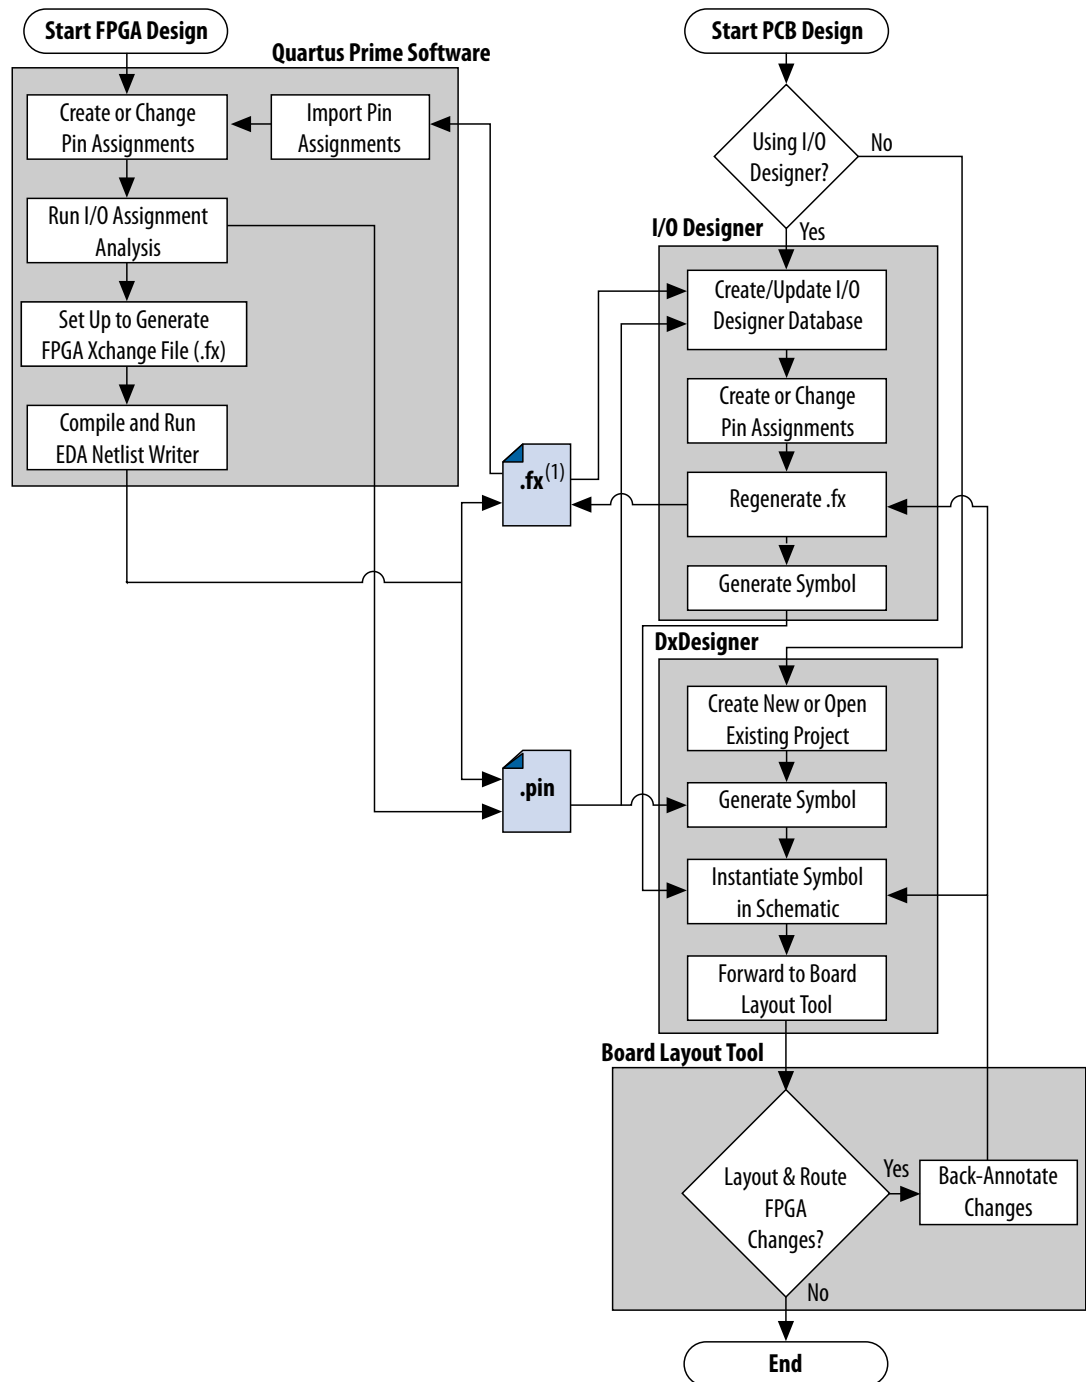 Start FPGA Design
Quartus Prime Software
Create or Change
Pin Assignments
Import Pin
Assignments
Run I/O Assignment
Analysis
Set Up to Generate
FPGA Xchange File (.fx)
Compile and Run
EDA Netlist Writer
.fx(1)
.pin
Start PCB Design
Using I/O
Designer?
No
Yes
I/O Designer
Create/Update I/O
Designer Database
Create or Change
Pin Assignments
Regenerate .fx
Generate Symbol
DxDesigner
Create New or Open
Existing Project
Generate Symbol
Instantiate Symbol
in Schematic
Forward to Board
Layout Tool
Board Layout Tool
Layout & Route
FPGA
Changes?
Yes
Back-Annotate
Changes
No
End